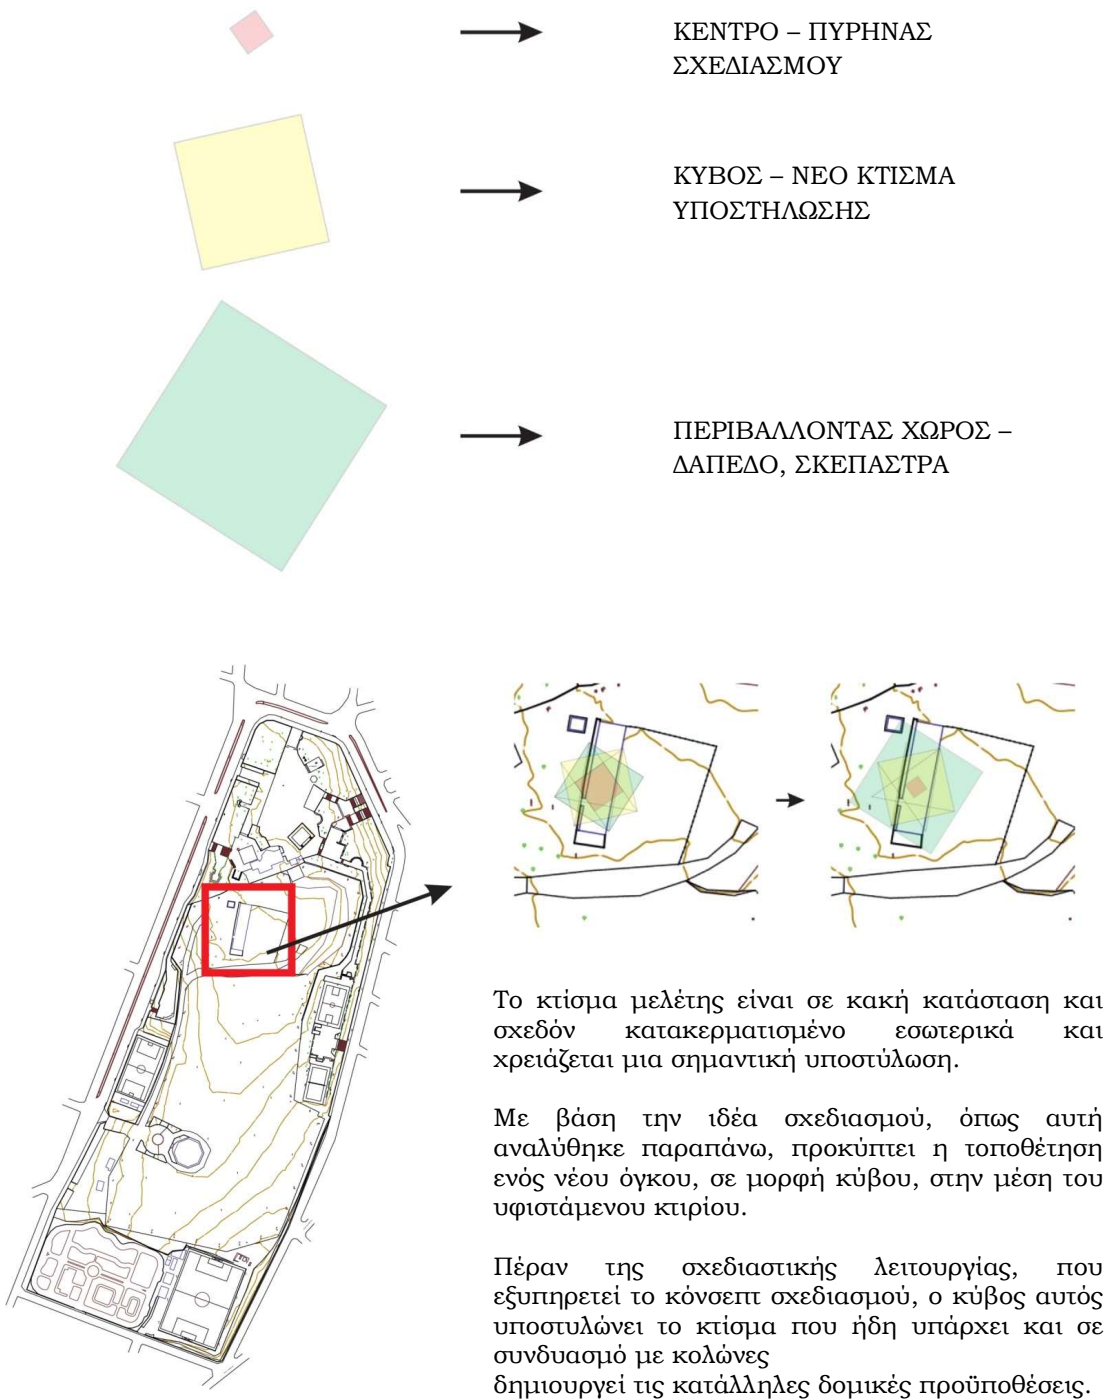 ΚΕΝΤΡΟ – ΠΥΡΗΝΑΣ
ΣΧΕΔΙΑΣΜΟΥ
ΚΥΒΟΣ – ΝΕΟ ΚΤΙΣΜΑ
ΥΠΟΣΤΗΛΩΣΗΣ
ΠΕΡΙΒΑΛΛΟΝΤΑΣ ΧΩΡΟΣ –
ΔΑΠΕΔΟ, ΣΚΕΠΑΣΤΡΑ
Το κτίσμα μελέτης είναι σε κακή κατάσταση και
σχεδόν κατακερματισμένο εσωτερικά και
χρειάζεται μια σημαντική υποστύλωση.
Με βάση την ιδέα σχεδιασμού, όπως αυτή
αναλύθηκε παραπάνω, προκύπτει η τοποθέτηση
ενός νέου όγκου, σε μορφή κύβου, στην μέση του
υφιστάμενου κτιρίου.
Πέραν της σχεδιαστικής λειτουργίας, που
εξυπηρετεί το κόνσεπτ σχεδιασμού, ο κύβος αυτός
υποστυλώνει το κτίσμα που ήδη υπάρχει και σε
συνδυασμό με κολώνες
δημιουργεί τις κατάλληλες δομικές προϋποθέσεις.